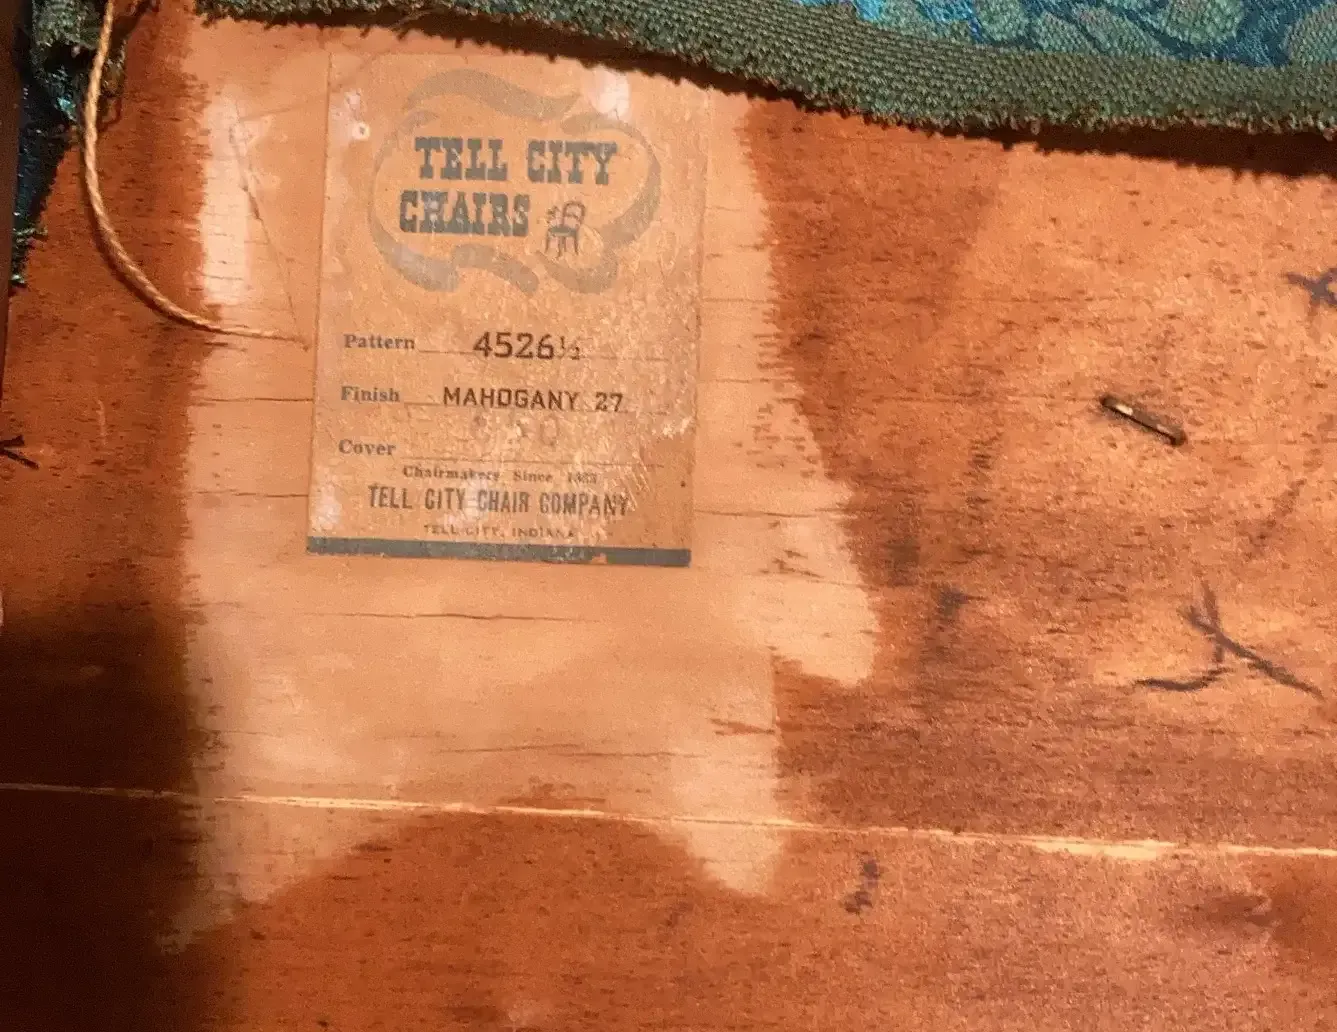 TELL CITY
CHAIRS
Pattern 4526½
Finish MAHOGANY 27
Cover
Chairmakers Since
TELL CITY CHAIR COMPANY
TELL CITY, INDIANA